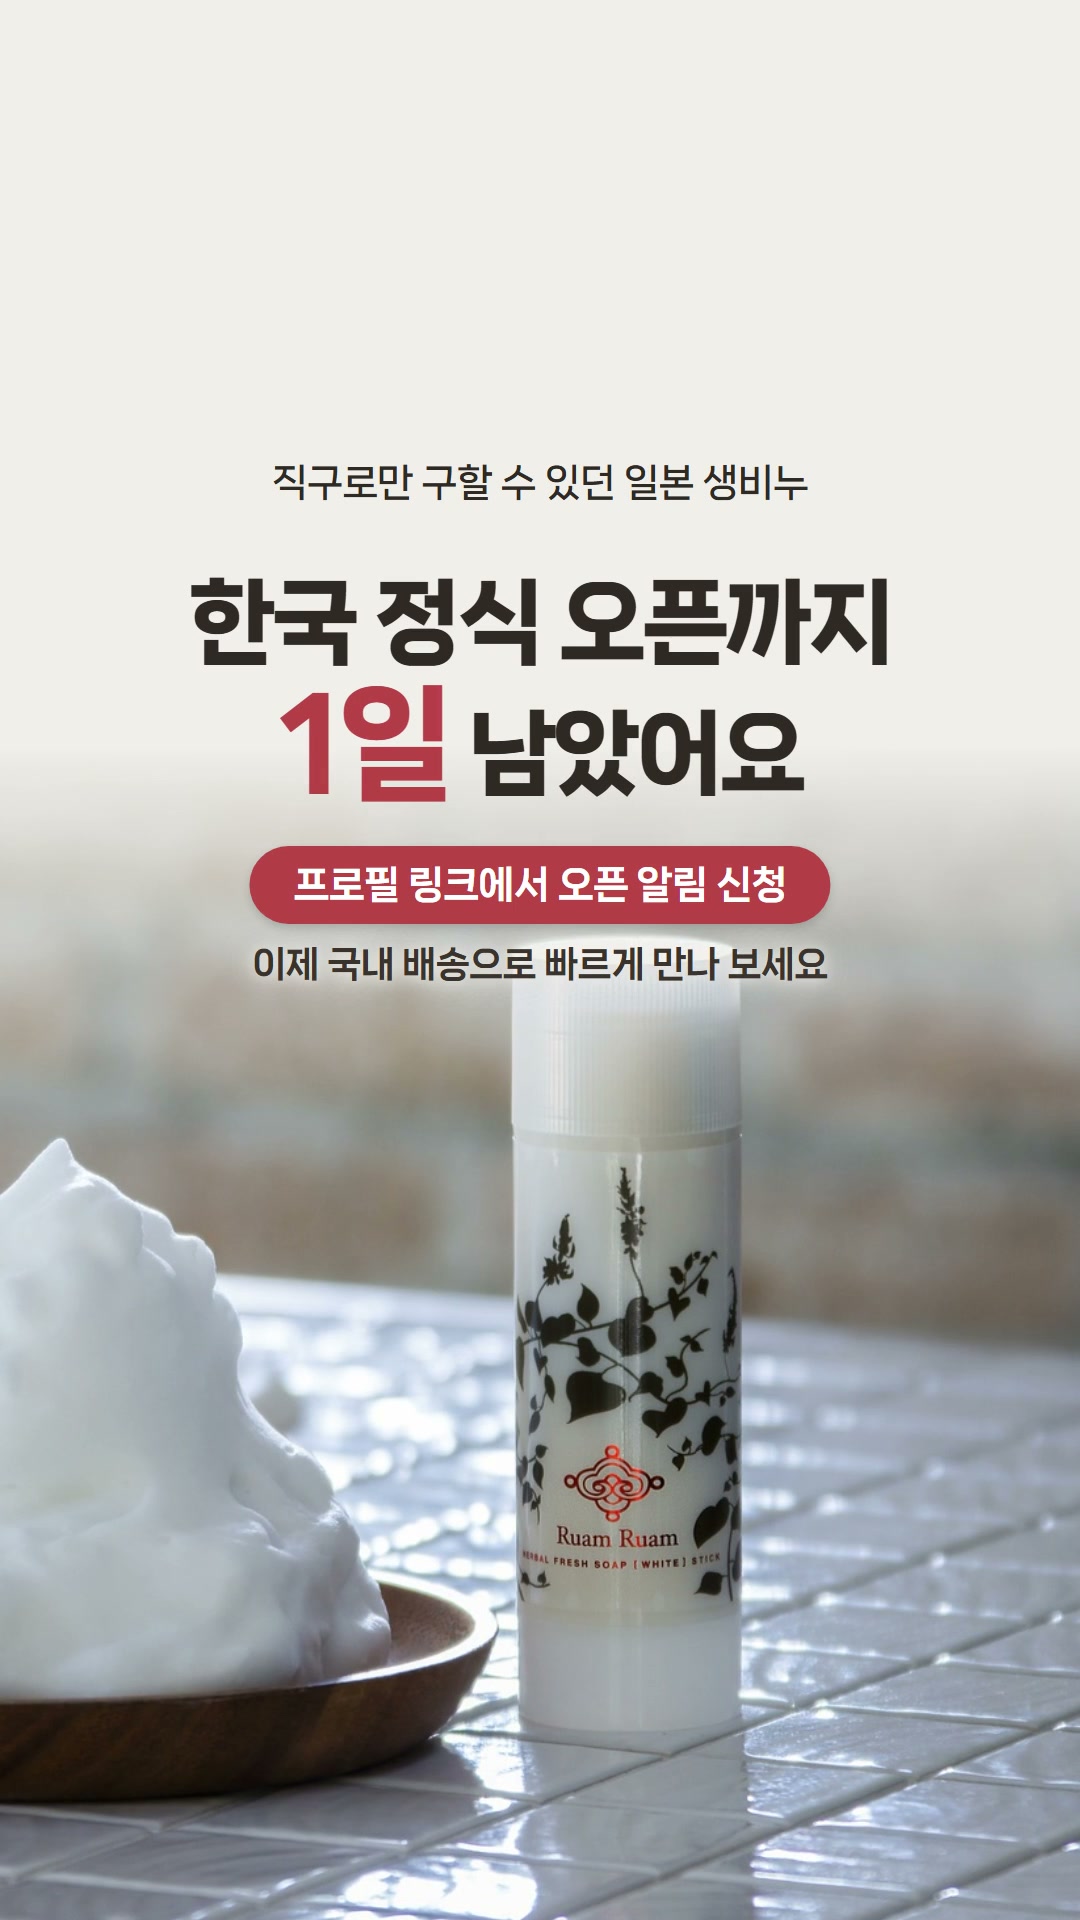 직구로만 구할 수 있던 일본 생비누
한국 정식 오픈까지
1일 남았어요
프로필 링크에서 오픈 알림 신청
이제 국내 배송으로 빠르게 만나 보세요
Ruam Ruam
HERBAL FRESH SOAP [ WHITE ] STICK